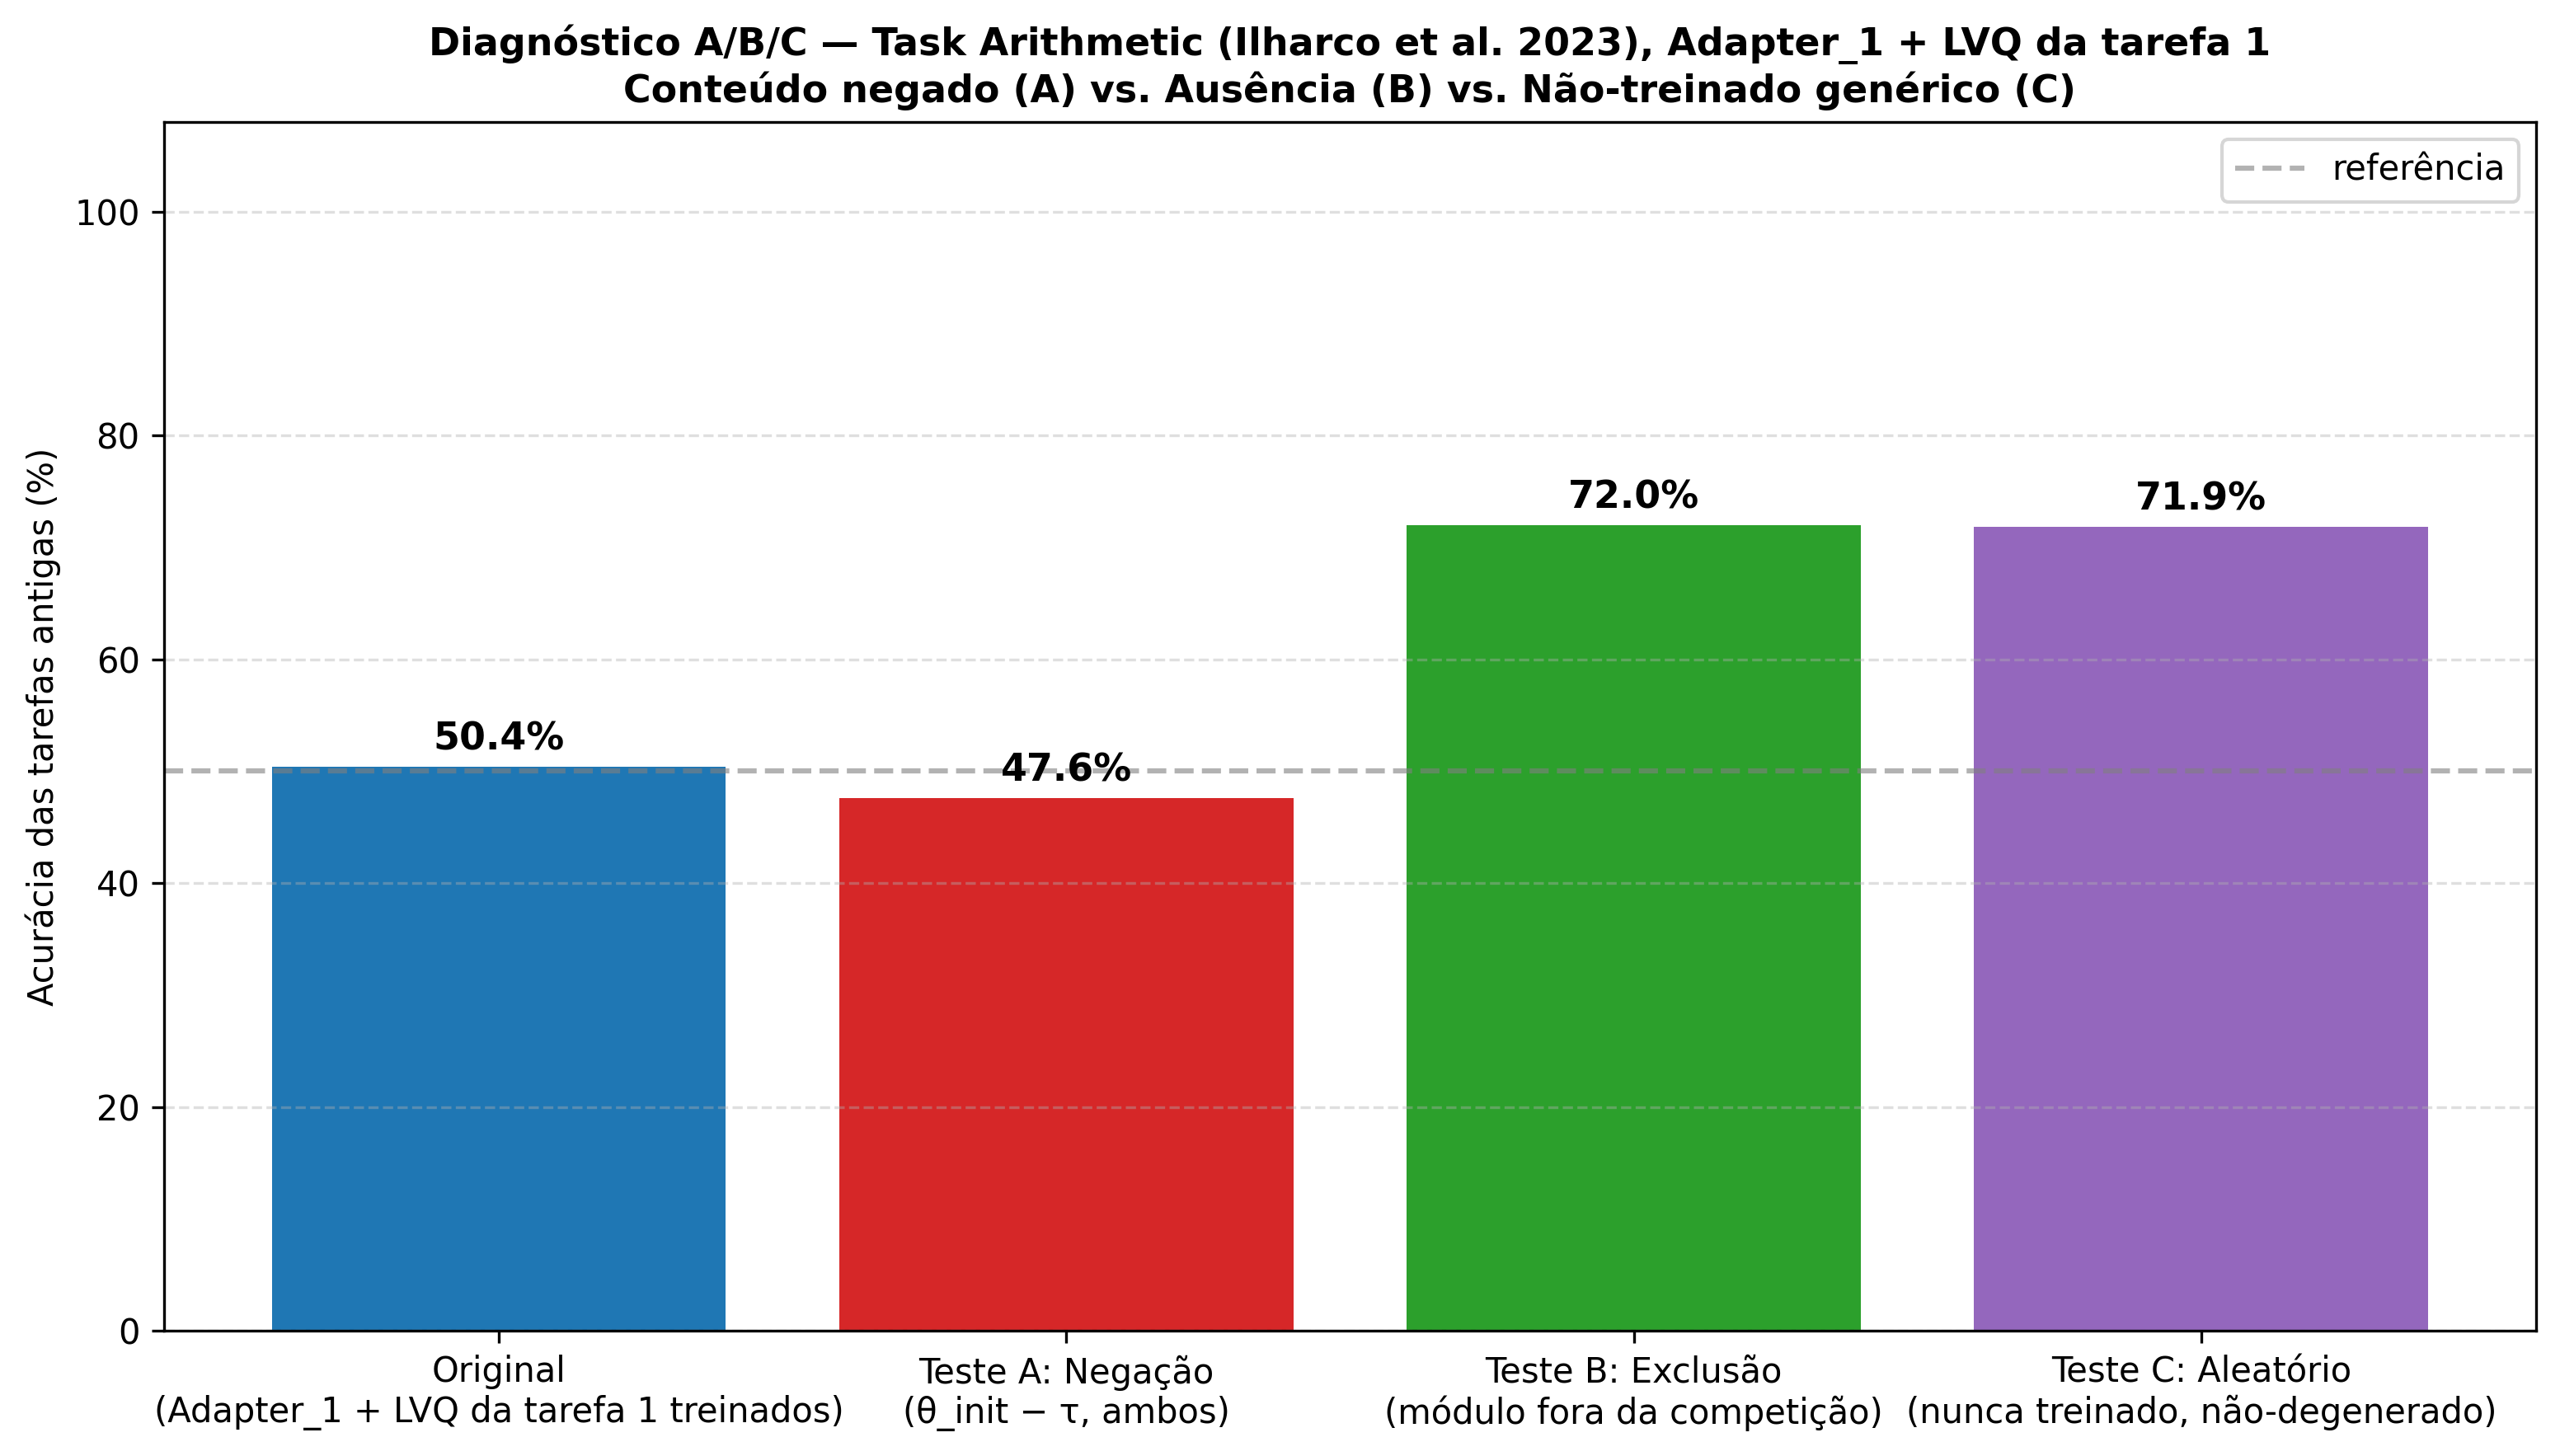 Diagnóstico A/B/C — Task Arithmetic (Ilharco et al. 2023), Adapter_1 + LVQ da tarefa 1
Conteúdo negado (A) vs. Ausência (B) vs. Não-treinado genérico (C)
referência
Acurácia das tarefas antigas (%)
100
80
60
40
20
0
50.4%
47.6%
72.0%
71.9%
Original
(Adapter_1 + LVQ da tarefa 1 treinados)
Teste A: Negação
(θ_init − τ, ambos)
Teste B: Exclusão
(módulo fora da competição)
Teste C: Aleatório
(nunca treinado, não-degenerado)